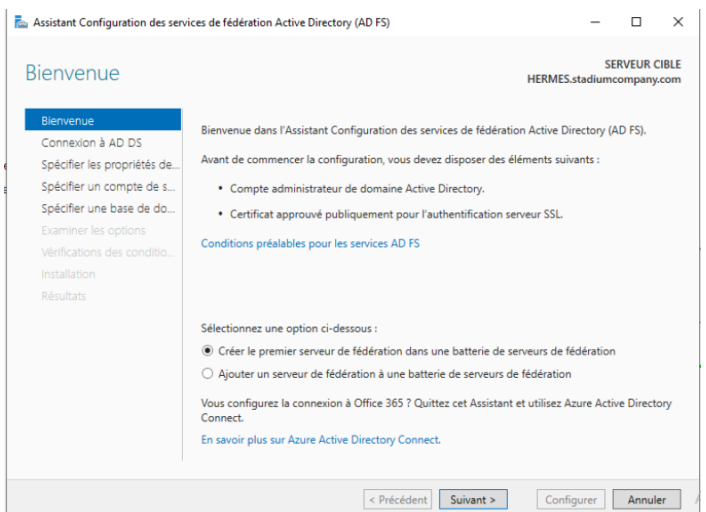 Assistant Configuration des services de fédération Active Directory (AD FS)
Bienvenue
SERVEUR CIBLE
HERMES.stadiumcompany.com
Bienvenue
Connexion à AD DS
Spécifier les propriétés de...
Spécifier un compte de s...
Spécifier une base de do...
Examiner les options
Vérifications des conditio...
Installation
Résultats
Bienvenue dans l'Assistant Configuration des services de fédération Active Directory (AD FS).
Avant de commencer la configuration, vous devez disposer des éléments suivants :
• Compte administrateur de domaine Active Directory.
• Certificat approuvé publiquement pour l'authentification serveur SSL.
Conditions préalables pour les services AD FS
Sélectionnez une option ci-dessous :
Créer le premier serveur de fédération dans une batterie de serveurs de fédération
Ajouter un serveur de fédération à une batterie de serveurs de fédération
Vous configurez la connexion à Office 365 ? Quittez cet Assistant et utilisez Azure Active Directory
Connect.
En savoir plus sur Azure Active Directory Connect.
< Précédent
Suivant >
Configurer
Annuler